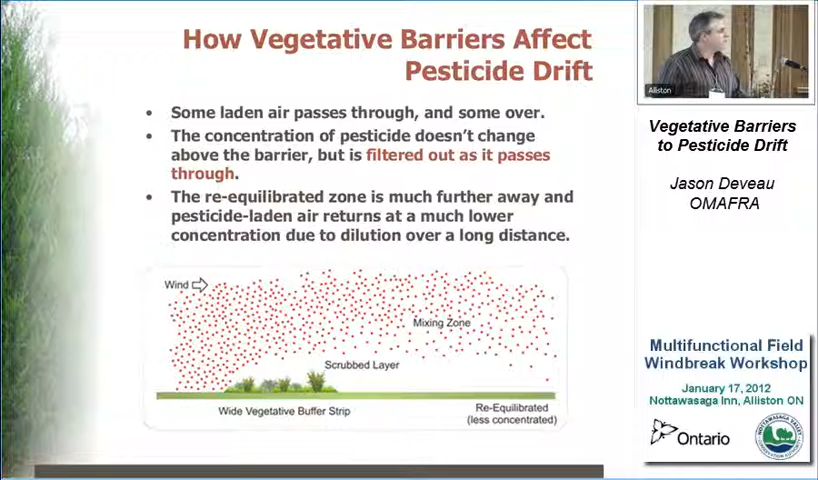 How Vegetative Barriers Affect
Pesticide Drift
• Some laden air passes through, and some over.
• The concentration of pesticide doesn't change
above the barrier, but is filtered out as it passes
through.
• The re-equilibrated zone is much further away and
pesticide-laden air returns at a much lower
concentration due to dilution over a long distance.
Wind
Mixing Zone
Scrubbed Layer
Wide Vegetative Buffer Strip
Re-Equilibrated
(less concentrated)
Alliston
Vegetative Barriers
to Pesticide Drift
Jason Deveau
OMAFRA
Multifunctional Field
Windbreak Workshop
January 17, 2012
Nottawasaga Inn, Alliston ON
Ontario